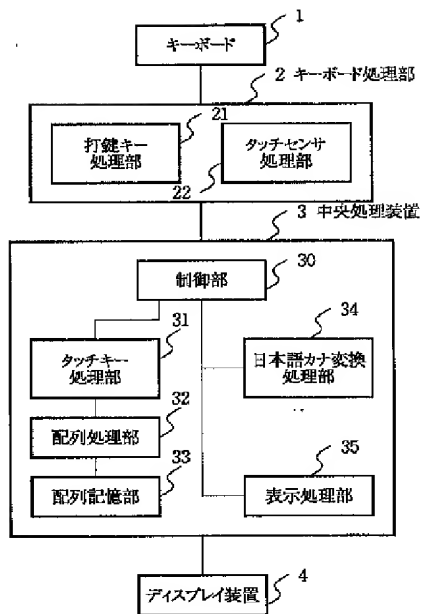 1
キーボード
2 キーボード処理部
21
打鍵キー
処理部
タッチセンサ
処理部
22
3 中央処理装置
30
制御部
31
タッチキー
処理部
34
日本語カナ変換
処理部
32
配列処理部
33
配列記憶部
35
表示処理部
4
ディスプレイ装置